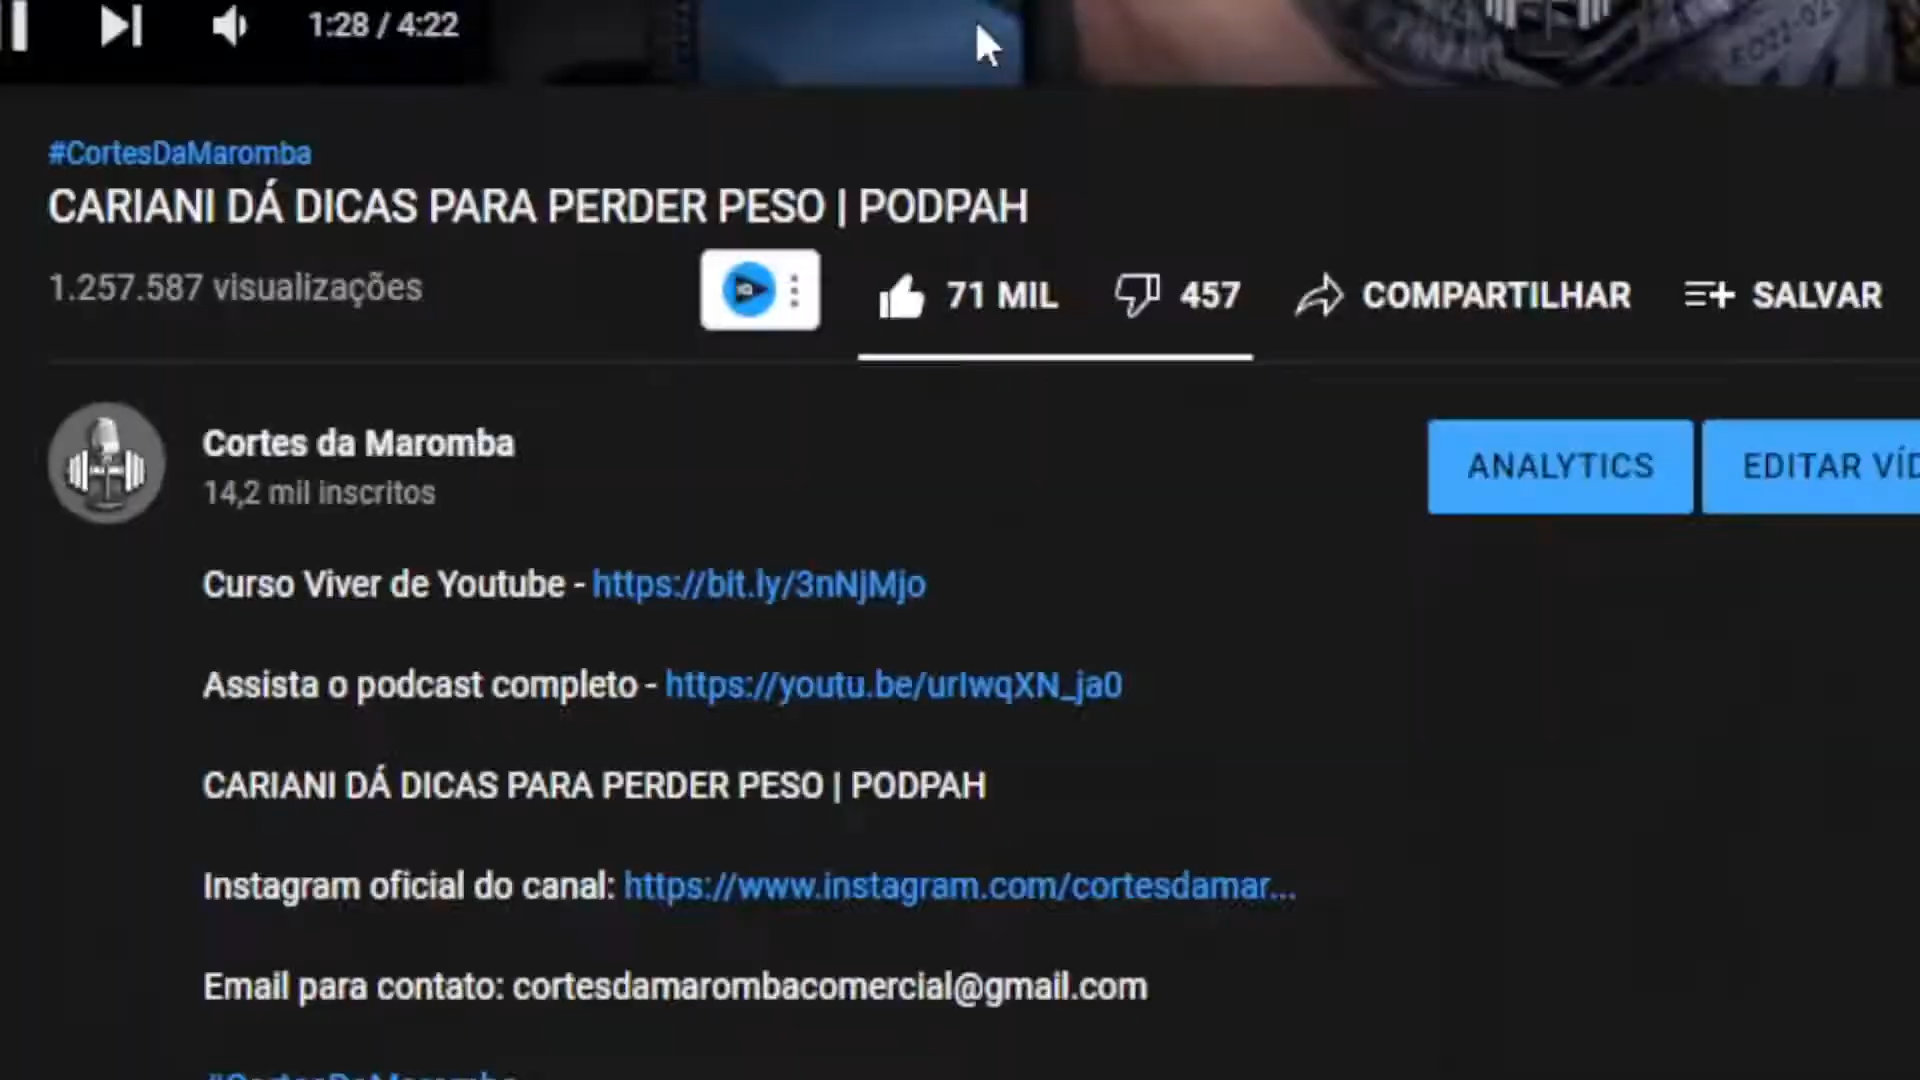 1:28 / 4:22
#CortesDaMaromba
CARIANI DÁ DICAS PARA PERDER PESO | PODPAH
1.257.587 visualizações
71 MIL
457
COMPARTILHAR
SALVAR
Cortes da Maromba
14,2 mil inscritos
ANALYTICS
EDITAR VÍD
Curso Viver de Youtube - https://bit.ly/3nNjMjo
Assista o podcast completo - https://youtu.be/urIwqXN_ja0
CARIANI DÁ DICAS PARA PERDER PESO | PODPAH
Instagram oficial do canal: https://www.instagram.com/cortesdamar...
Email para contato: cortesdamarombacomercial@gmail.com
#CortesDaMaromba